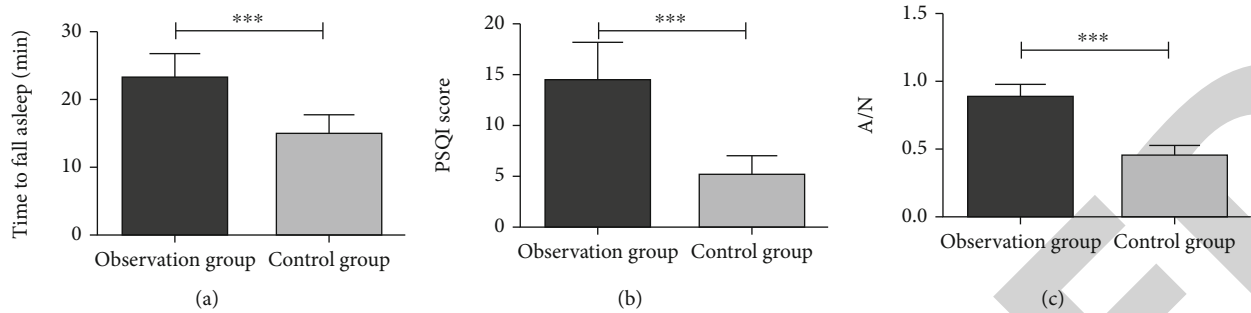 Time to fall asleep (min)
30
20
10
0
***
Observation group Control group
(a)
PSQI score
20
15
10
5
0
***
Observation group Control group
(b)
A/N
1.5
1.0
0.5
0.0
***
Observation group Control group
(c)